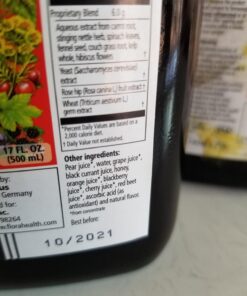 Proprietary Blend 6.0 g
Aqueous extract from carrot root,
stinging nettle herb, spinach leaves,
fennel seed, couch grass root, kelp
whole, hibiscus flowers.
Yeast (Saccharomyces cerevisiae)
extract
Rose hip (Rosa canina L.) fruit extract †
Wheat (Triticum aestivum L.)
germ extract
*Percent Daily Values are based on a
2,000 calorie diet.
† Daily Value not established.
17 FL. OZ.
(500 mL)
Other ingredients:
Pear juice*, water, grape juice*,
black currant juice*, honey,
orange juice*, blackberry
juice*, cherry juice*, red beet
juice*, ascorbic acid (as
antioxidant) and natural flavor.
*from concentrate
Germany
98264
w.florahealth.com
Best before:
10/2021